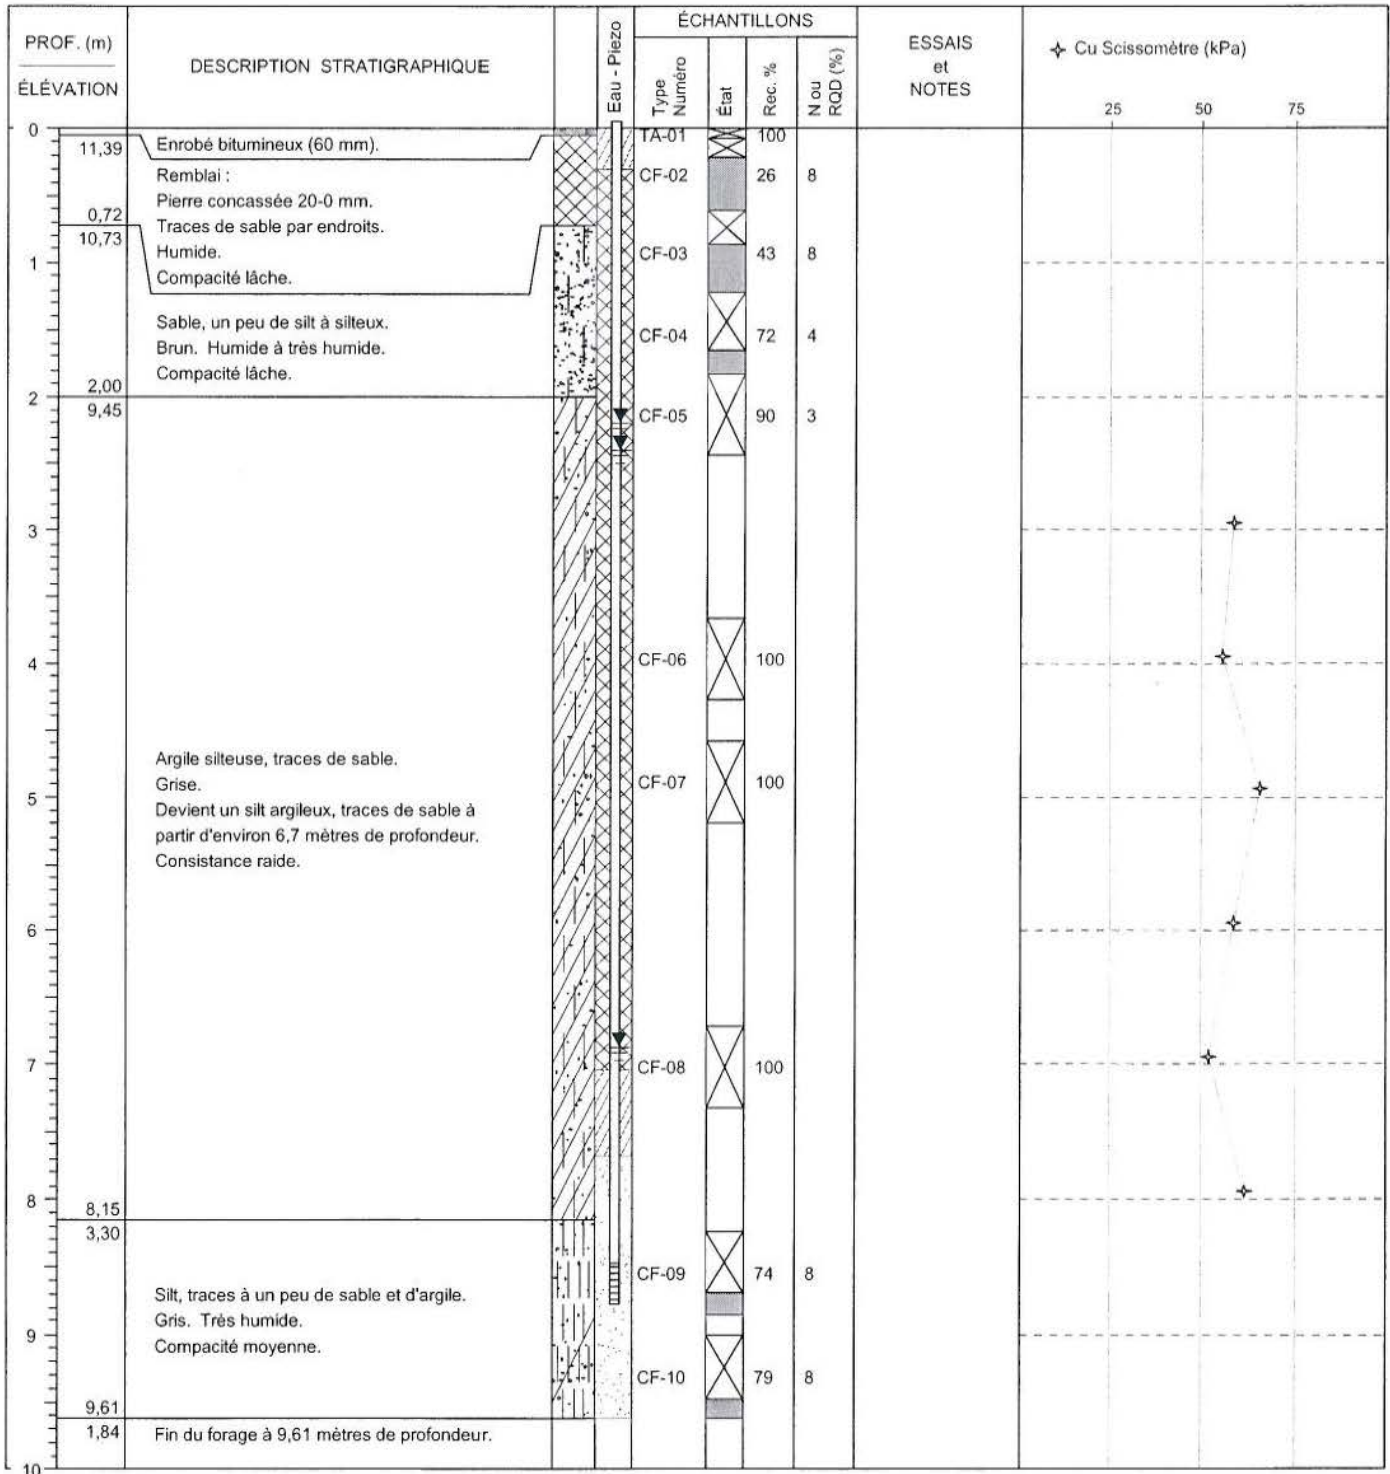 PROF. (m)
ÉLÉVATION
DESCRIPTION STRATIGRAPHIQUE
Eau - Piezo
ÉCHANTILLONS
Type
Numéro
État
Rec. %
N ou
RQD (%)
ESSAIS
et
NOTES
Cu Scissomètre (kPa)
25 50 75
0
11,39
Enrobé bitumineux (60 mm).
TA-01 100
Remblai :
CF-02 26 8
Pierre concassée 20-0 mm.
0,72
Traces de sable par endroits.
10,73
Humide.
CF-03 43 8
1
Compacité lâche.
Sable, un peu de silt à silteux.
CF-04 72 4
Brun. Humide à très humide.
Compacité lâche.
2,00
2
9,45
CF-05 90 3
3
4
CF-06 100
Argile silteuse, traces de sable.
Grise.
CF-07 100
5
Devient un silt argileux, traces de sable à
partir d'environ 6,7 mètres de profondeur.
Consistance raide.
6
7
CF-08 100
8
8,15
3,30
CF-09 74 8
Silt, traces à un peu de sable et d'argile.
Gris. Très humide.
9
Compacité moyenne.
CF-10 79 8
9,61
1,84
Fin du forage à 9,61 mètres de profondeur.
10